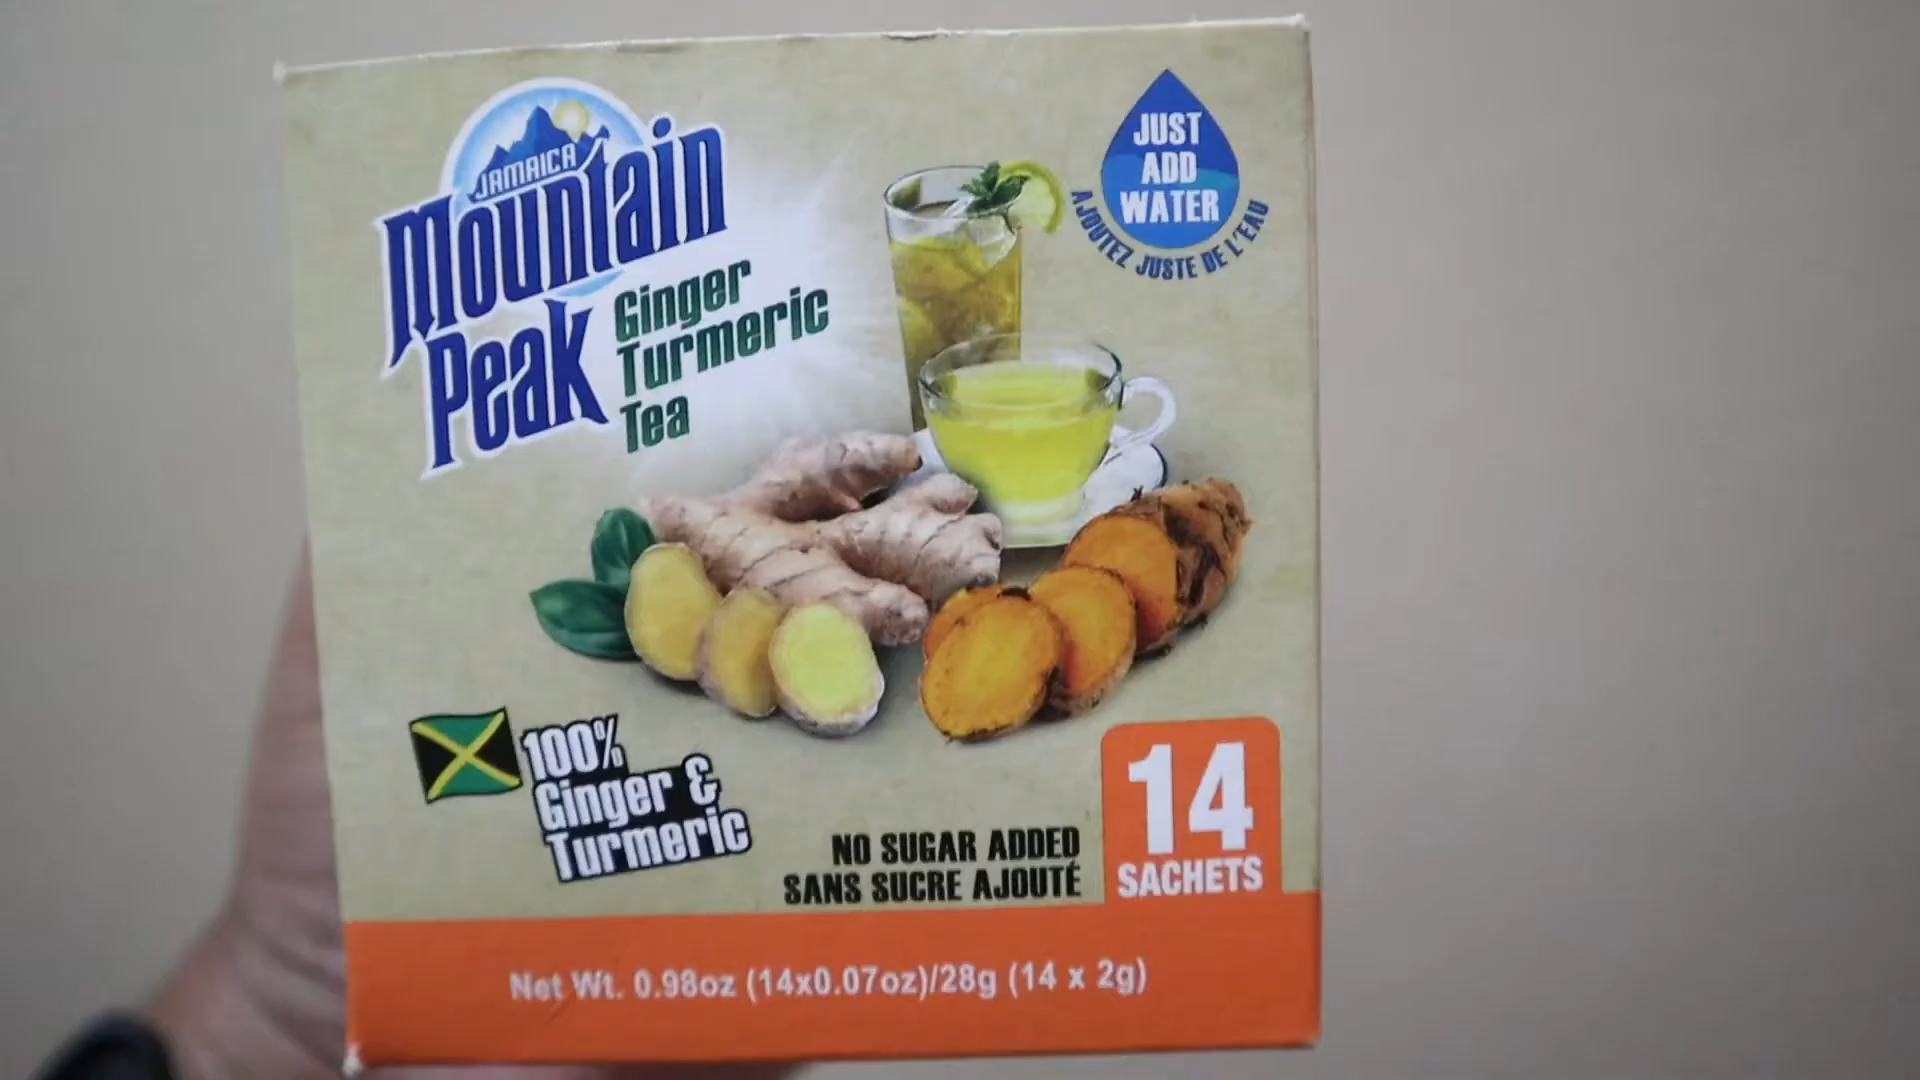 JAMAICA
Mountain
Peak
Ginger
Turmeric
Tea
JUST
ADD
WATER
AJOUTEZ JUSTE DE L'EAU
100%
Ginger &
Turmeric
NO SUGAR ADDED
SANS SUCRE AJOUTÉ
14
SACHETS
Net Wt. 0.98oz (14x0.07oz)/28g (14 x 2g)